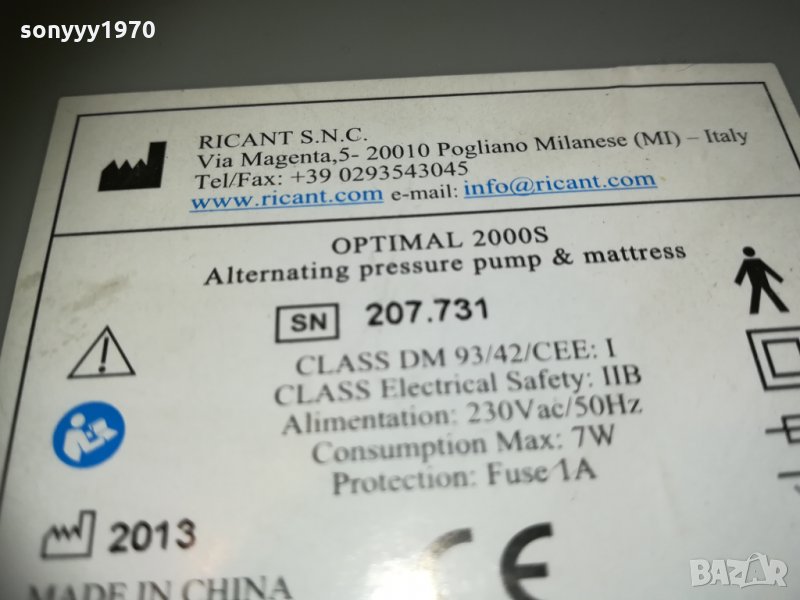 sonyyy1970
RICANT S.N.C.
Via Magenta,5- 20010 Pogliano Milanese (MI) – Italy
Tel/Fax: +39 0293543045
www.ricant.com e-mail: info@ricant.com
OPTIMAL 2000S
Alternating pressure pump & mattress
SN 207.731
CLASS DM 93/42/CEE: I
CLASS Electrical Safety: IIB
Alimentation: 230Vac/50Hz
Consumption Max: 7W
Protection: Fuse 1A
2013
CE
MADE IN CHINA
BAZAR